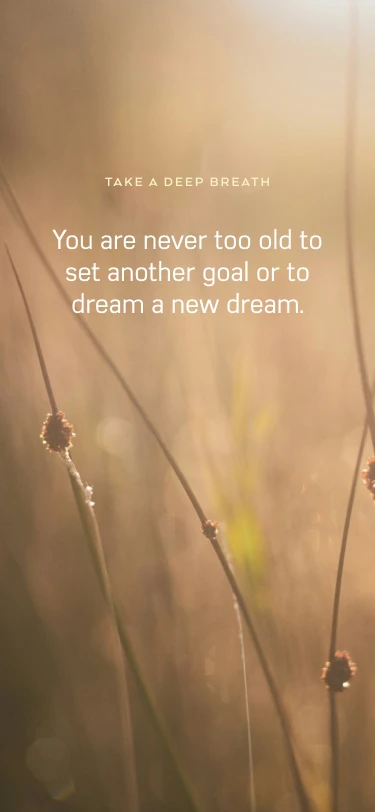 TAKE A DEEP BREATH
You are never too old to
set another goal or to
dream a new dream.